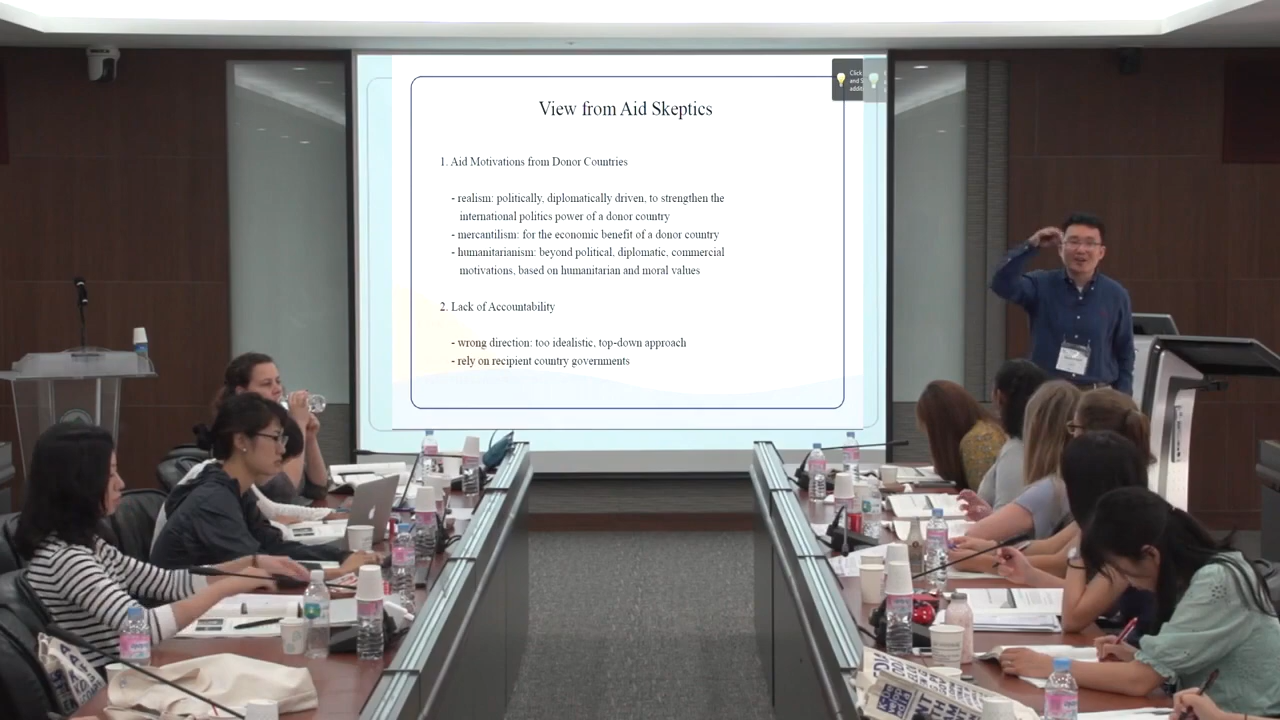 View from Aid Skeptics
1. Aid Motivations from Donor Countries
- realism: politically, diplomatically driven, to strengthen the
international politics power of a donor country
- mercantilism: for the economic benefit of a donor country
- humanitarianism: beyond political, diplomatic, commercial
motivations, based on humanitarian and moral values
2. Lack of Accountability
- wrong direction: too idealistic, top-down approach
- rely on recipient country governments
Click
and S
addit